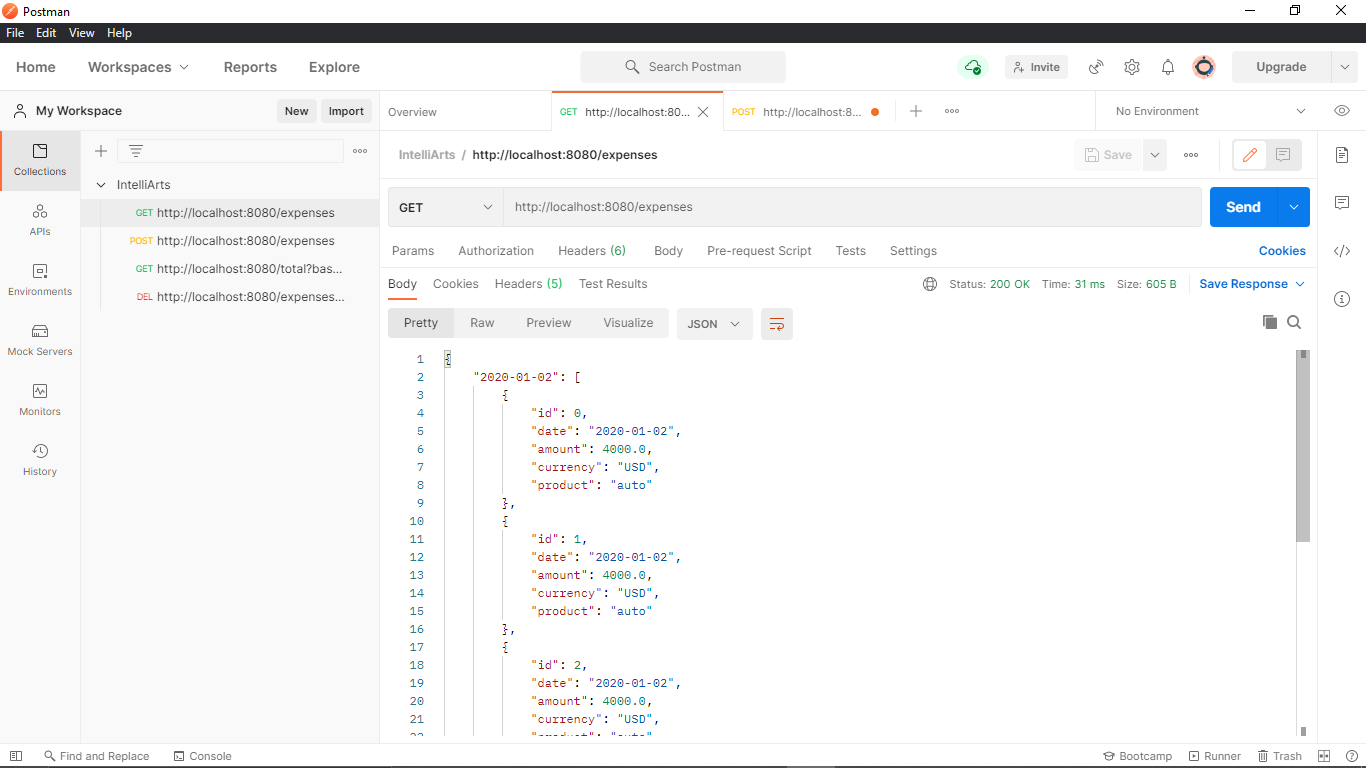 Postman
File Edit View Help
Home Workspaces Reports Explore Search Postman Invite Upgrade
My Workspace New Import
Overview GET http://localhost:80... POST http://localhost:8... No Environment
IntelliArts / http://localhost:8080/expenses Save
Collections
APIs
Environments
Mock Servers
Monitors
History
IntelliArts
GET http://localhost:8080/expenses
POST http://localhost:8080/expenses
GET http://localhost:8080/total?bas...
DEL http://localhost:8080/expenses...
GET http://localhost:8080/expenses Send
Params Authorization Headers (6) Body Pre-request Script Tests Settings Cookies
Body Cookies Headers (5) Test Results Status: 200 OK Time: 31 ms Size: 605 B Save Response
Pretty Raw Preview Visualize JSON
1 {
2 "2020-01-02": [
3 {
4 "id": 0,
5 "date": "2020-01-02",
6 "amount": 4000.0,
7 "currency": "USD",
8 "product": "auto"
9 },
10 {
11 "id": 1,
12 "date": "2020-01-02",
13 "amount": 4000.0,
14 "currency": "USD",
15 "product": "auto"
16 },
17 {
18 "id": 2,
19 "date": "2020-01-02",
20 "amount": 4000.0,
21 "currency": "USD",
Find and Replace Console Bootcamp Runner Trash